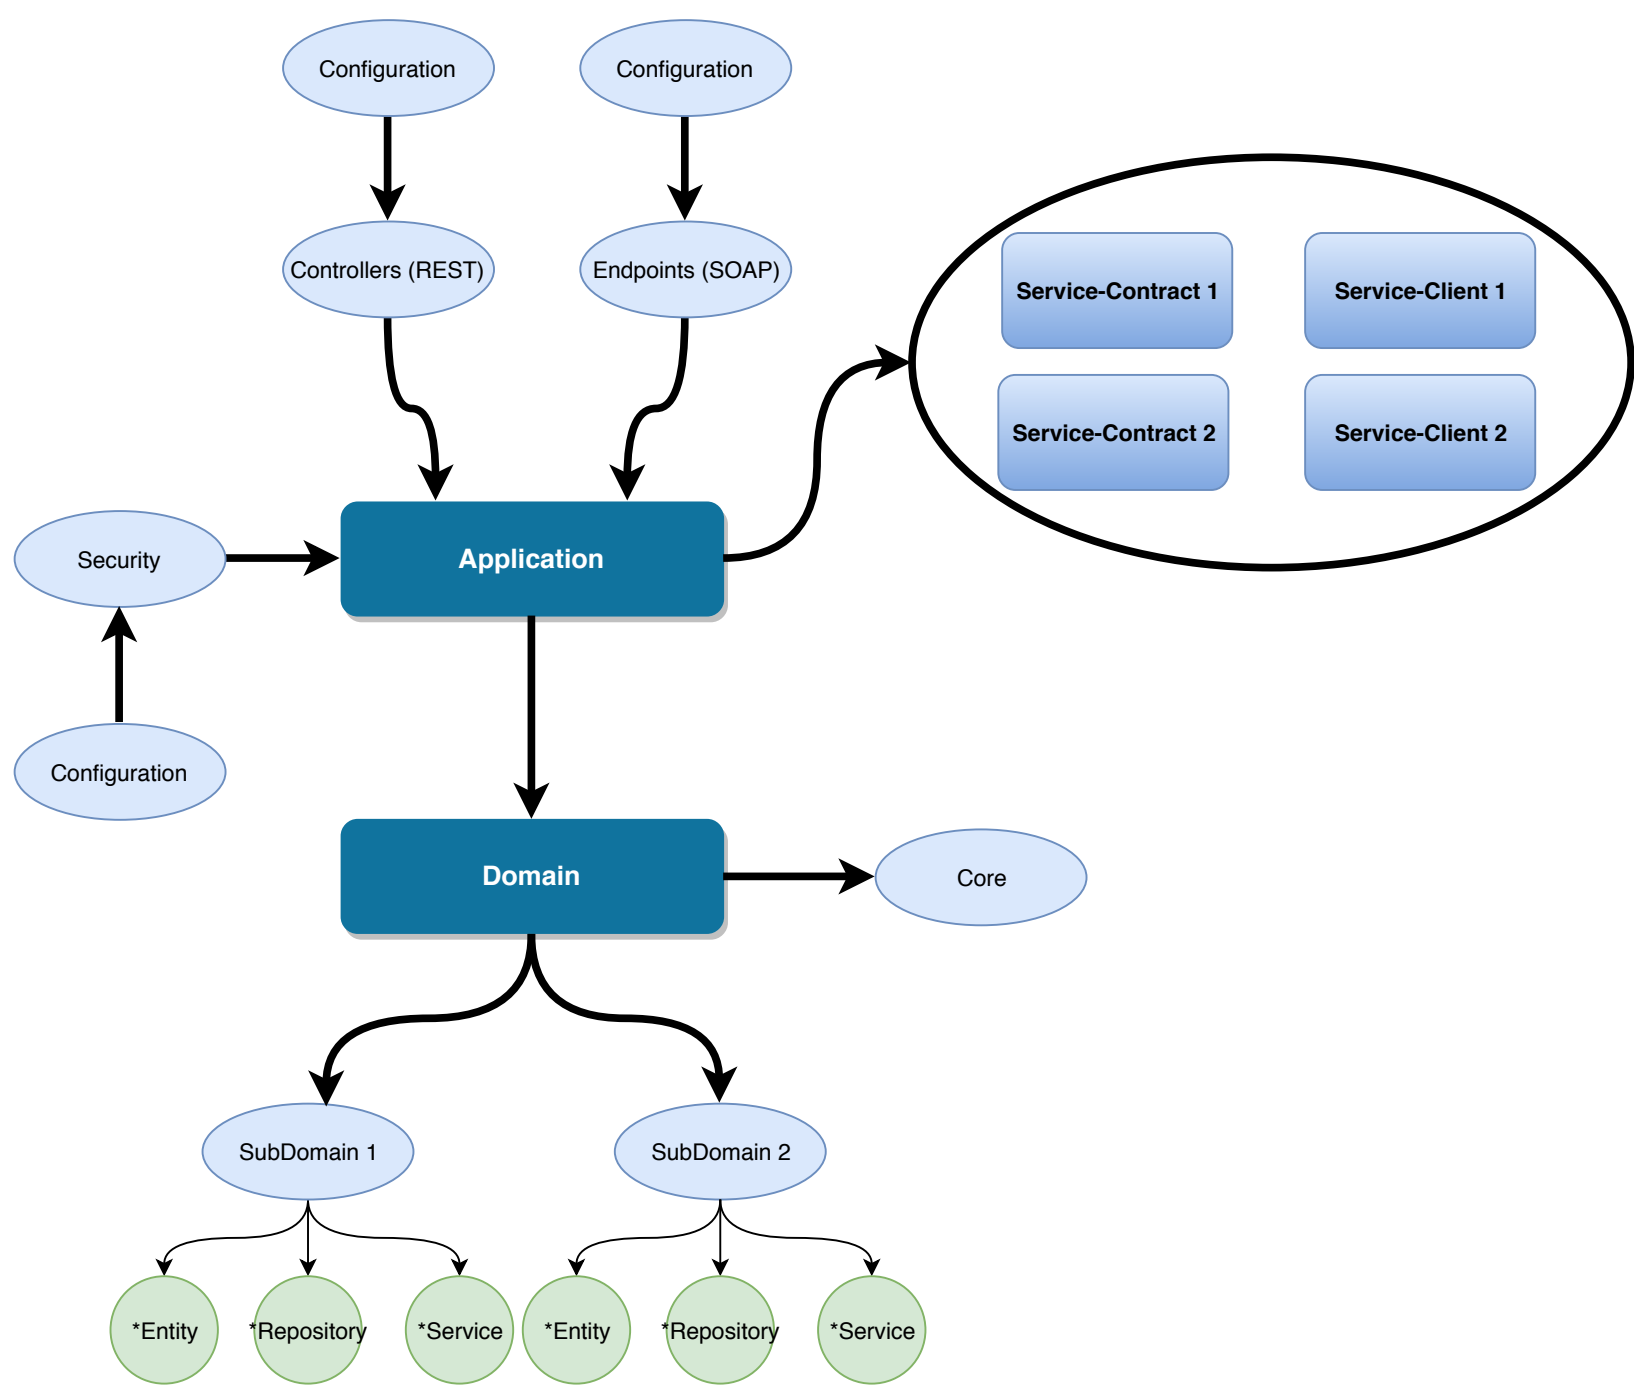 Configuration
Configuration
Controllers (REST)
Endpoints (SOAP)
Service-Contract 1
Service-Client 1
Service-Contract 2
Service-Client 2
Security
Application
Configuration
Domain
Core
SubDomain 1
SubDomain 2
*Entity
*Repository
*Service
*Entity
*Repository
*Service